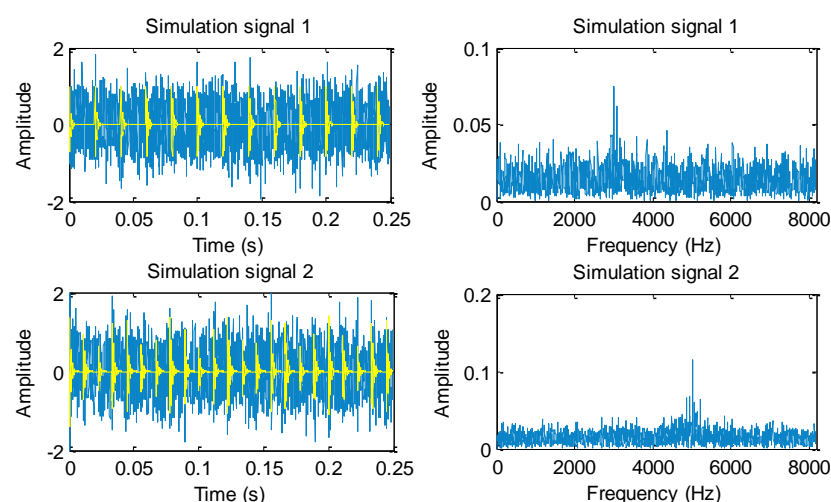 Simulation signal 1
Amplitude
2
0
-2
0 0.05 0.1 0.15 0.2 0.25
Time (s)
Simulation signal 1
Amplitude
0.1
0.05
0
0 2000 4000 6000 8000
Frequency (Hz)
Simulation signal 2
Amplitude
2
0
-2
0 0.05 0.1 0.15 0.2 0.25
Time (s)
Simulation signal 2
Amplitude
0.2
0.1
0
0 2000 4000 6000 8000
Frequency (Hz)